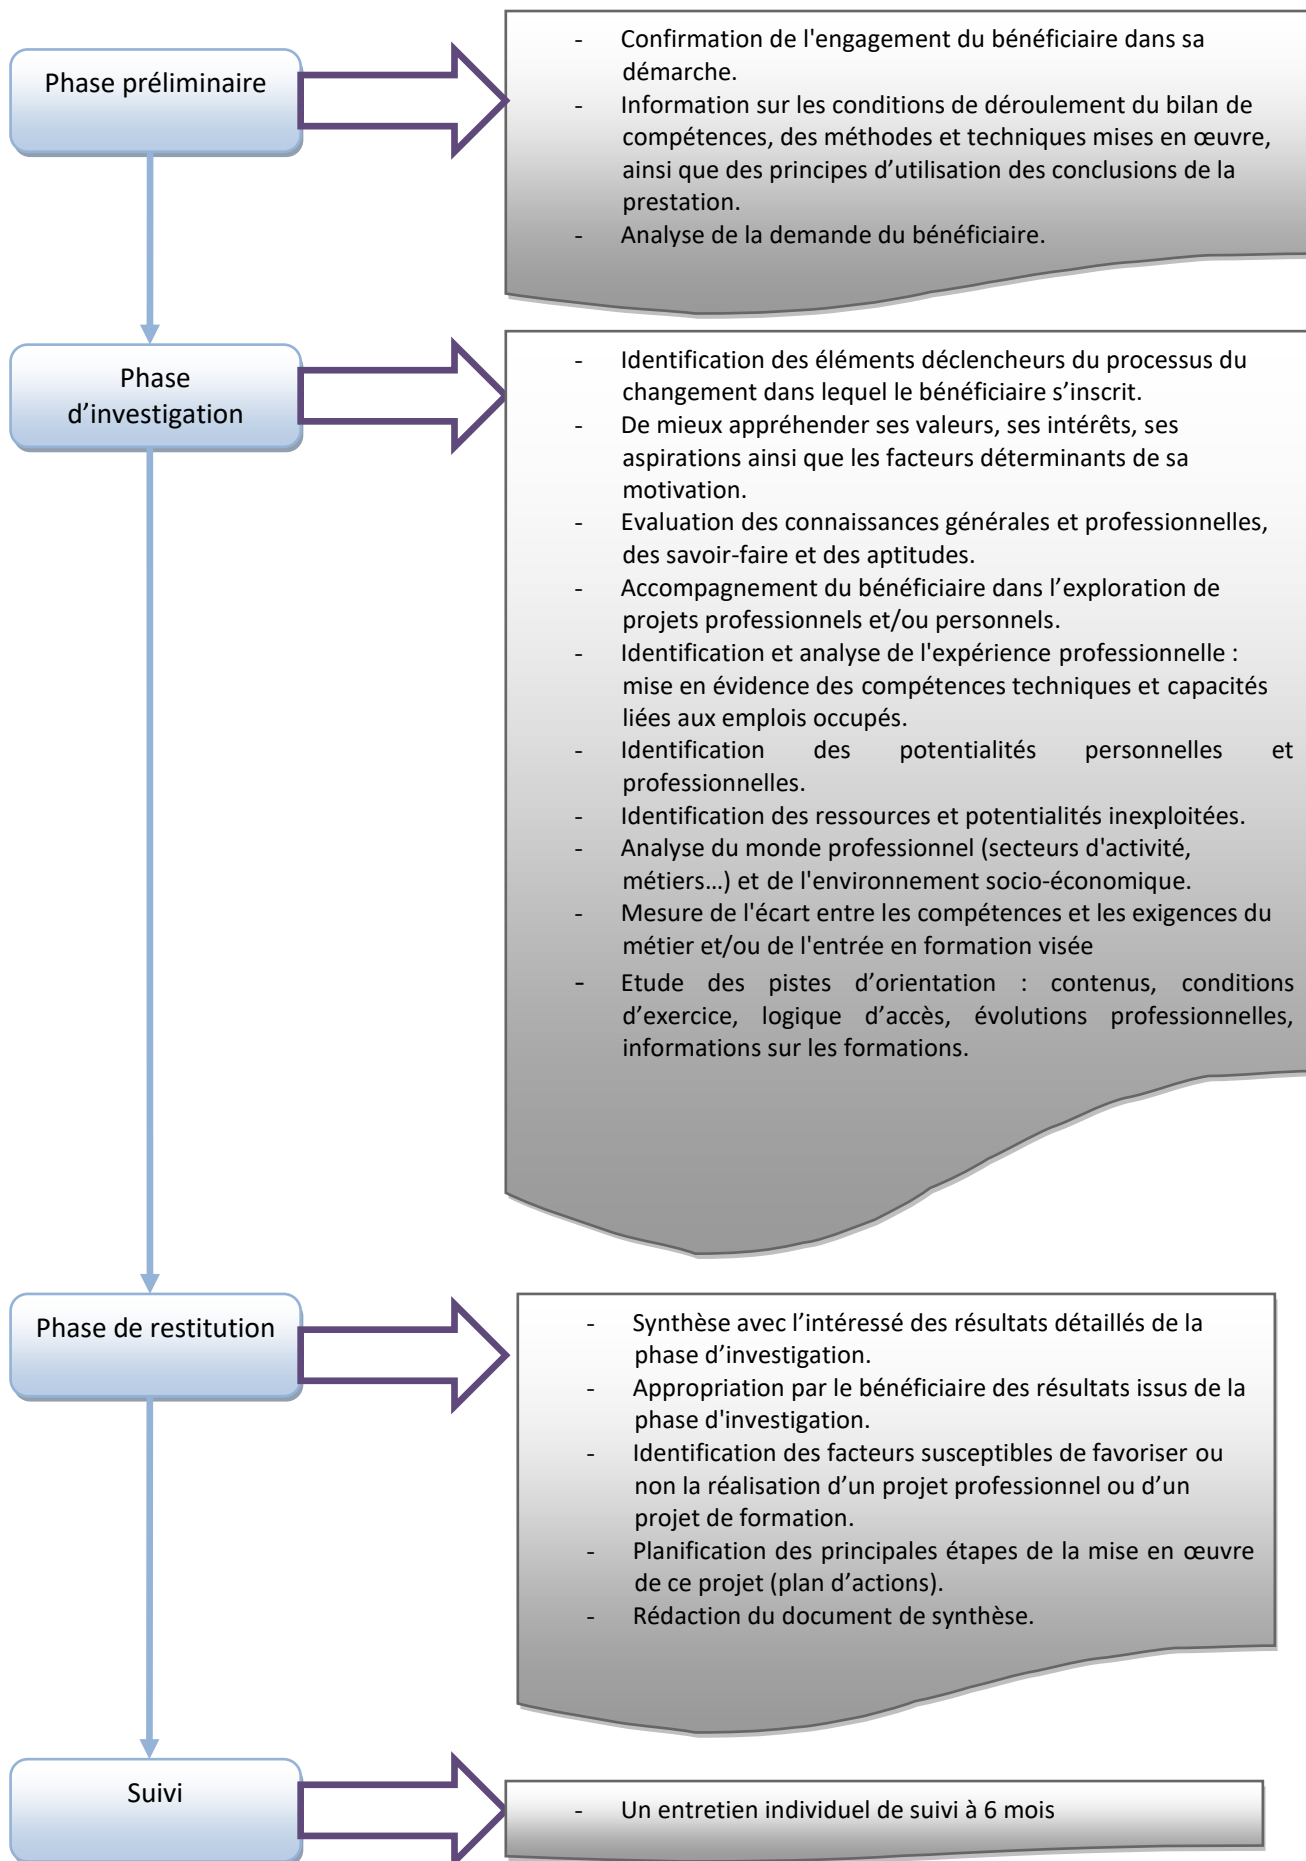 Phase préliminaire
- Confirmation de l'engagement du bénéficiaire dans sa
démarche.
- Information sur les conditions de déroulement du bilan de
compétences, des méthodes et techniques mises en œuvre,
ainsi que des principes d’utilisation des conclusions de la
prestation.
- Analyse de la demande du bénéficiaire.
Phase
d’investigation
- Identification des éléments déclencheurs du processus du
changement dans lequel le bénéficiaire s’inscrit.
- De mieux appréhender ses valeurs, ses intérêts, ses
aspirations ainsi que les facteurs déterminants de sa
motivation.
- Evaluation des connaissances générales et professionnelles,
des savoir-faire et des aptitudes.
- Accompagnement du bénéficiaire dans l’exploration de
projets professionnels et/ou personnels.
- Identification et analyse de l'expérience professionnelle :
mise en évidence des compétences techniques et capacités
liées aux emplois occupés.
- Identification des potentialités personnelles et
professionnelles.
- Identification des ressources et potentialités inexploitées.
- Analyse du monde professionnel (secteurs d'activité,
métiers…) et de l'environnement socio-économique.
- Mesure de l'écart entre les compétences et les exigences du
métier et/ou de l'entrée en formation visée
- Etude des pistes d’orientation : contenus, conditions
d’exercice, logique d’accès, évolutions professionnelles,
informations sur les formations.
Phase de restitution
- Synthèse avec l’intéressé des résultats détaillés de la
phase d’investigation.
- Appropriation par le bénéficiaire des résultats issus de la
phase d'investigation.
- Identification des facteurs susceptibles de favoriser ou
non la réalisation d’un projet professionnel ou d’un
projet de formation.
- Planification des principales étapes de la mise en œuvre
de ce projet (plan d’actions).
- Rédaction du document de synthèse.
Suivi
- Un entretien individuel de suivi à 6 mois